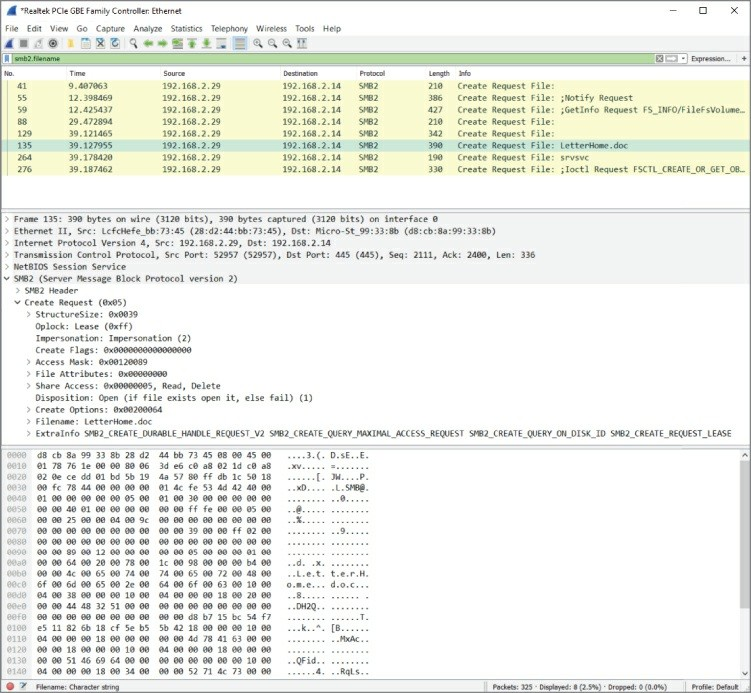 *Realtek PCIe GBE Family Controller: Ethernet
File Edit View Go Capture Analyze Statistics Telephony Wireless Tools Help
smb2.filename Expression... +
No. Time Source Destination Protocol Length Info
41 9.407063 192.168.2.29 192.168.2.14 SMB2 210 Create Request File:
55 12.398469 192.168.2.29 192.168.2.14 SMB2 386 Create Request File: ;Notify Request
59 12.425437 192.168.2.29 192.168.2.14 SMB2 427 Create Request File: ;GetInfo Request FS_INFO/FileFsVolume…
88 29.472894 192.168.2.29 192.168.2.14 SMB2 210 Create Request File:
129 39.121465 192.168.2.29 192.168.2.14 SMB2 342 Create Request File:
135 39.127955 192.168.2.29 192.168.2.14 SMB2 390 Create Request File: LetterHome.doc
264 39.178420 192.168.2.29 192.168.2.14 SMB2 190 Create Request File: srvsvc
276 39.187462 192.168.2.29 192.168.2.14 SMB2 330 Create Request File: ;Ioctl Request FSCTL_CREATE_OR_GET_OB…
Frame 135: 390 bytes on wire (3120 bits), 390 bytes captured (3120 bits) on interface 0
Ethernet II, Src: LcfcHefe_bb:73:45 (28:d2:44:bb:73:45), Dst: Micro-St_99:33:8b (d8:cb:8a:99:33:8b)
Internet Protocol Version 4, Src: 192.168.2.29, Dst: 192.168.2.14
Transmission Control Protocol, Src Port: 52957 (52957), Dst Port: 445 (445), Seq: 2111, Ack: 2400, Len: 336
NetBIOS Session Service
SMB2 (Server Message Block Protocol version 2)
SMB2 Header
Create Request (0x05)
StructureSize: 0x0039
Oplock: Lease (0xff)
Impersonation: Impersonation (2)
Create Flags: 0x0000000000000000
Access Mask: 0x00120089
File Attributes: 0x00000000
Share Access: 0x00000005, Read, Delete
Disposition: Open (if file exists open it, else fail) (1)
Create Options: 0x00200064
Filename: LetterHome.doc
ExtraInfo SMB2_CREATE_DURABLE_HANDLE_REQUEST_V2 SMB2_CREATE_QUERY_MAXIMAL_ACCESS_REQUEST SMB2_CREATE_QUERY_ON_DISK_ID SMB2_CREATE_REQUEST_LEASE
0000 d8 cb 8a 99 33 8b 28 d2 44 bb 73 45 08 00 45 00 ....3.(. D.sE..E.
0010 01 78 76 1e 00 00 80 06 3d e6 c0 a8 02 1d c0 a8 .xv..... =.......
0020 02 0e ce dd 01 bd 5b 19 4a 57 80 ff db 1c 50 18 ......[. JW....P.
0030 00 fc 78 44 00 00 00 00 01 4c fe 53 4d 42 40 00 ..xD.... .L.SMB@.
0040 01 00 00 00 00 00 05 00 01 00 30 00 00 00 00 00 ........ ..0.....
0050 00 00 40 01 00 00 00 00 00 00 ff fe 00 00 05 00 ..@..... ........
0060 00 00 25 00 00 04 00 9c 00 00 00 00 00 00 00 00 ..%..... ........
0070 00 00 00 00 00 00 00 00 00 00 39 00 00 ff 02 00 ........ ..9.....
0080 00 00 00 00 00 00 00 00 00 00 00 00 00 00 00 00 ........ ........
0090 00 00 89 00 12 00 00 00 00 00 05 00 00 00 01 00 ........ ........
00a0 00 00 64 00 20 00 78 00 1c 00 98 00 00 00 b4 00 ..d. .x. ........
00b0 00 00 4c 00 65 00 74 00 74 00 65 00 72 00 48 00 ..L.e.t. t.e.r.H.
00c0 6f 00 6d 00 65 00 2e 00 64 00 6f 00 63 00 10 00 o.m.e... d.o.c...
00d0 04 00 38 00 00 00 10 00 04 00 00 00 18 00 20 00 ..8..... ...... .
00e0 00 00 44 48 32 51 00 00 00 00 00 00 00 00 00 00 ..DH2Q.. ........
00f0 00 00 00 00 00 00 00 00 00 00 d8 b7 15 bc 54 f7 ........ ......T.
0100 e5 11 82 6b 18 cf 5e b5 5b 42 18 00 00 00 10 00 ...k..^. [B......
0110 04 00 00 00 18 00 00 00 00 00 4d 78 41 63 00 00 ........ ..MxAc..
0120 00 00 18 00 00 00 10 00 04 00 00 00 18 00 00 00 ........ ........
0130 00 00 51 46 69 64 00 00 00 00 00 00 00 00 10 00 ..QFid.. ........
0140 04 00 00 00 18 00 34 00 00 00 52 71 4c 73 00 00 ......4. ..RqLs..
Filename: Character string Packets: 325 · Displayed: 8 (2.5%) · Dropped: 0 (0.0%) Profile: Default